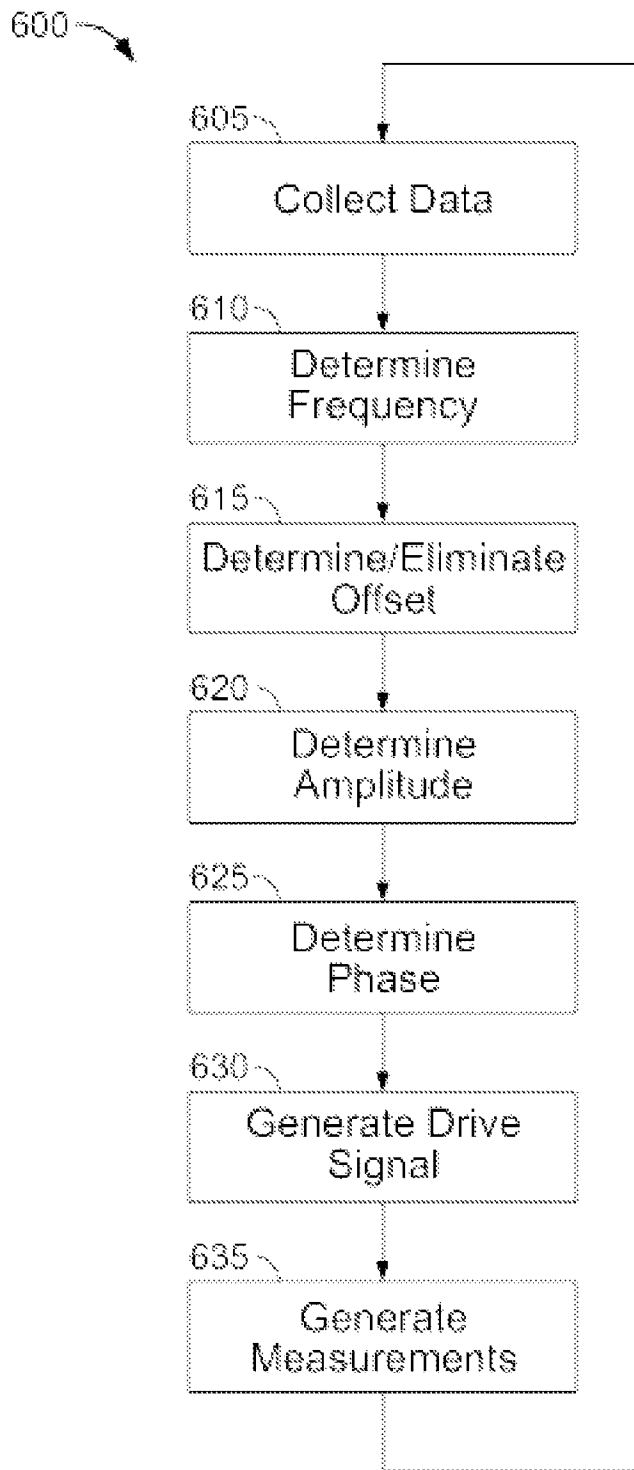 600
605
Collect Data
610
Determine
Frequency
615
Determine/Eliminate
Offset
620
Determine
Amplitude
625
Determine
Phase
630
Generate Drive
Signal
635
Generate
Measurements